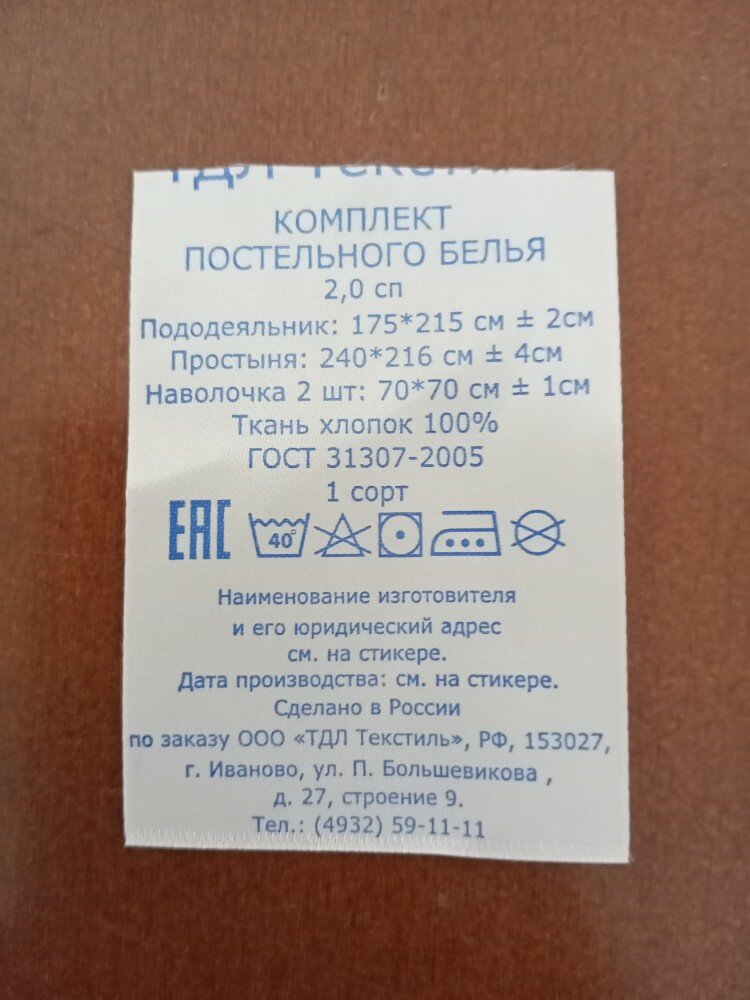 КОМПЛЕКТ
ПОСТЕЛЬНОГО БЕЛЬЯ
2,0 сп
Пододеяльник: 175*215 см ± 2см
Простыня: 240*216 см ± 4см
Наволочка 2 шт: 70*70 см ± 1см
Ткань хлопок 100%
ГОСТ 31307-2005
1 сорт
ЕАС 40°
Наименование изготовителя
и его юридический адрес
см. на стикере.
Дата производства: см. на стикере.
Сделано в России
по заказу ООО «ТДЛ Текстиль», РФ, 153027,
г. Иваново, ул. П. Большевикова ,
д. 27, строение 9.
Тел.: (4932) 59-11-11